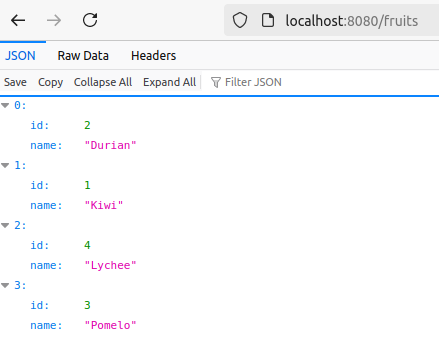 localhost:8080/fruits
JSON Raw Data Headers
Save Copy Collapse All Expand All Filter JSON
0:
id: 2
name: "Durian"
1:
id: 1
name: "Kiwi"
2:
id: 4
name: "Lychee"
3:
id: 3
name: "Pomelo"